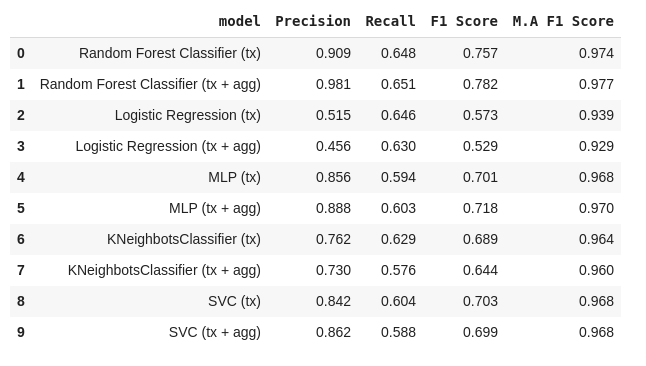 model Precision Recall F1 Score M.A F1 Score
0 Random Forest Classifier (tx) 0.909 0.648 0.757 0.974
1 Random Forest Classifier (tx + agg) 0.981 0.651 0.782 0.977
2 Logistic Regression (tx) 0.515 0.646 0.573 0.939
3 Logistic Regression (tx + agg) 0.456 0.630 0.529 0.929
4 MLP (tx) 0.856 0.594 0.701 0.968
5 MLP (tx + agg) 0.888 0.603 0.718 0.970
6 KNeighbotsClassifier (tx) 0.762 0.629 0.689 0.964
7 KNeighbotsClassifier (tx + agg) 0.730 0.576 0.644 0.960
8 SVC (tx) 0.842 0.604 0.703 0.968
9 SVC (tx + agg) 0.862 0.588 0.699 0.968